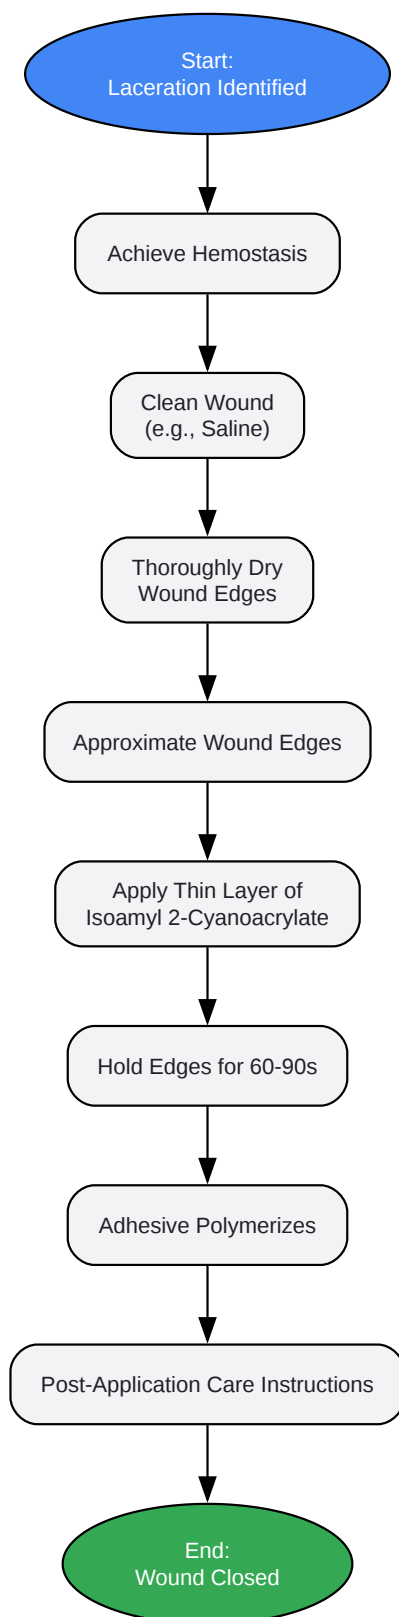 Start:
Laceration Identified
Achieve Hemostasis
Clean Wound
(e.g., Saline)
Thoroughly Dry
Wound Edges
Approximate Wound Edges
Apply Thin Layer of
Isoamyl 2-Cyanoacrylate
Hold Edges for 60-90s
Adhesive Polymerizes
Post-Application Care Instructions
End:
Wound Closed